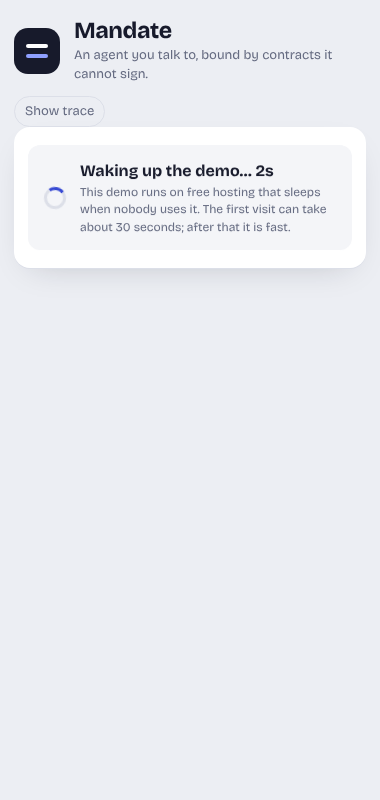 Mandate
An agent you talk to, bound by contracts it
cannot sign.
Show trace
Waking up the demo... 2s
This demo runs on free hosting that sleeps
when nobody uses it. The first visit can take
about 30 seconds; after that it is fast.